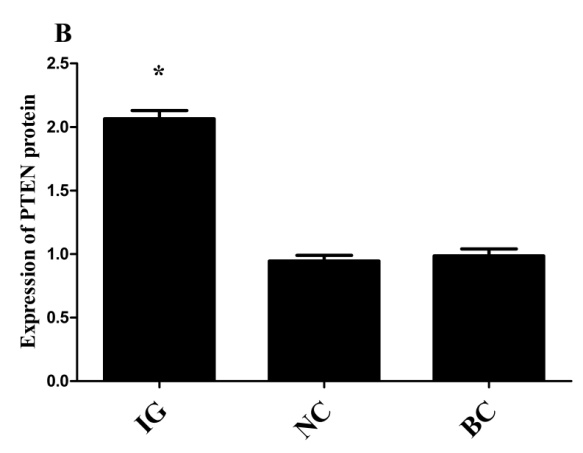 B
*
Expression of PTEN protein
2.5
2.0
1.5
1.0
0.5
0.0
IG
NC
BC